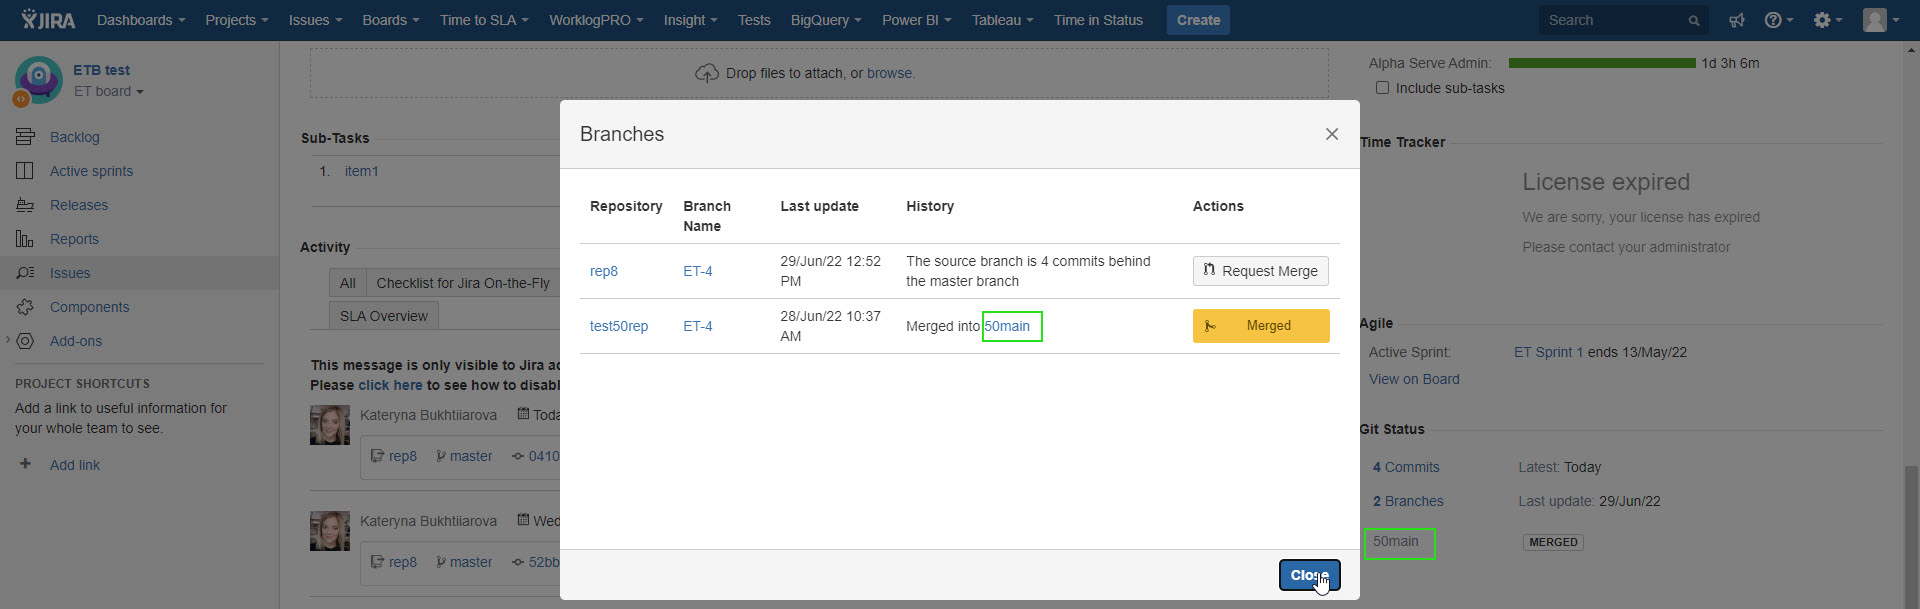 JIRA Dashboards Projects Issues Boards Time to SLA WorklogPRO Insight Tests BigQuery Power BI Tableau Time in Status Create Search
ETB test
ET board
Backlog
Active sprints
Releases
Reports
Issues
Components
Add-ons
PROJECT SHORTCUTS
Add a link to useful information for
your whole team to see.
+ Add link
Drop files to attach, or browse.
Sub-Tasks
1. item1
Activity
All Checklist for Jira On-the-Fly
SLA Overview
This message is only visible to Jira
Please click here to see how to
Kateryna Bukhtiiarova
rep8 master 0410
Kateryna Bukhtiiarova
rep8 master 52bb
Branches
Repository Branch Name Last update History Actions
rep8 ET-4 29/Jun/22 12:52 PM The source branch is 4 commits behind the master branch Request Merge
test50rep ET-4 28/Jun/22 10:37 AM Merged into 50main Merged
Close
Alpha Serve Admin: 1d 3h 6m
Include sub-tasks
Time Tracker
License expired
We are sorry, your license has expired
Please contact your administrator
Agile
Active Sprint: ET Sprint 1 ends 13/May/22
View on Board
Git Status
4 Commits Latest: Today
2 Branches Last update: 29/Jun/22
50main MERGED